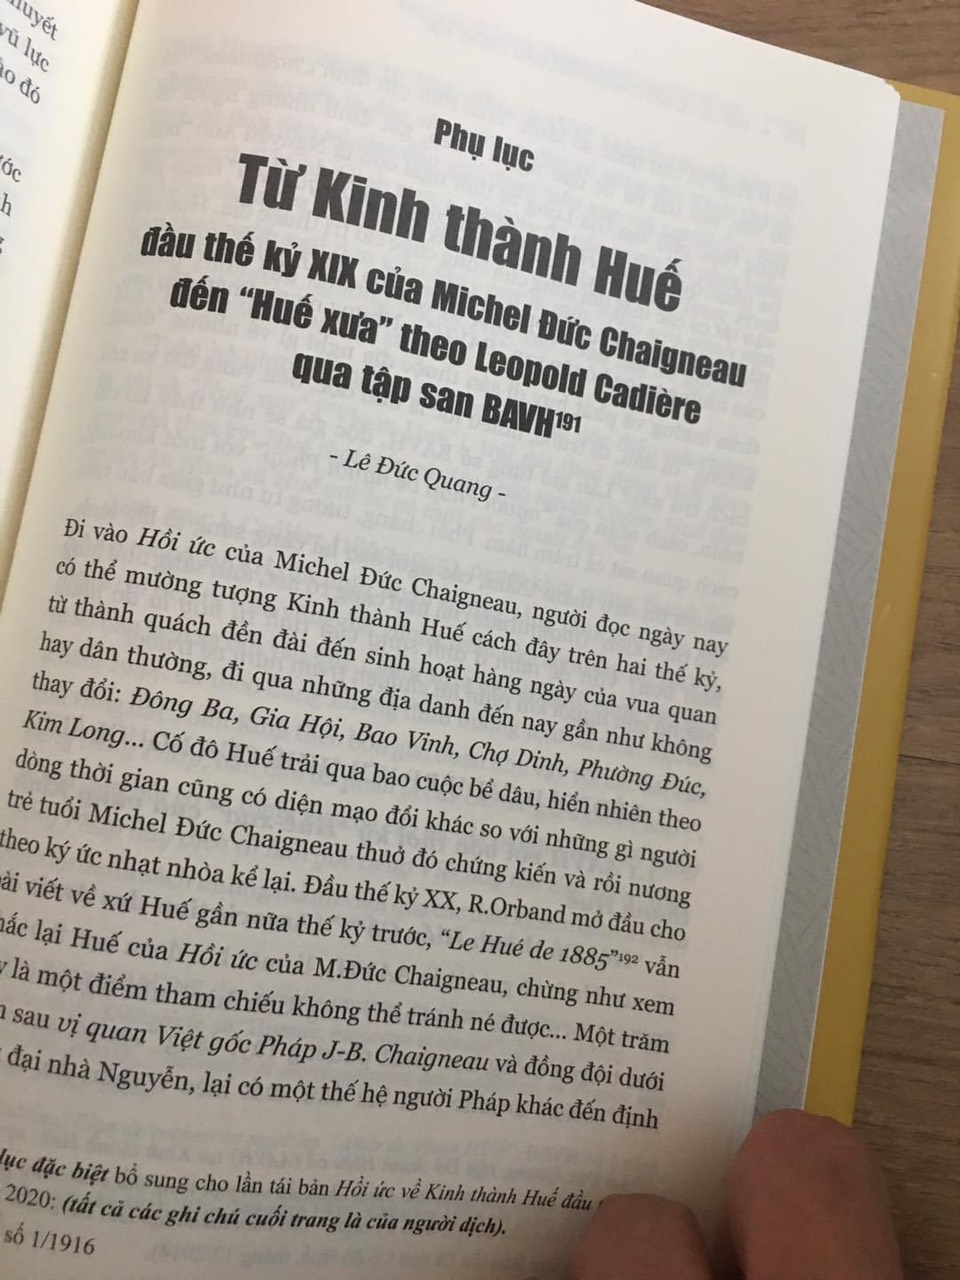 huyết
vũ lực
đó
Phụ lục
Từ Kinh thành Huế
đầu thế kỷ XIX của Michel Đức Chaigneau
đến “Huế xưa” theo Leopold Cadière
qua tập san BAVH¹⁹¹
- Lê Đức Quang -
Đi vào Hồi ức của Michel Đức Chaigneau, người đọc ngày nay
có thể mường tượng Kinh thành Huế cách đây trên hai thế kỷ,
từ thành quách đền đài đến sinh hoạt hàng ngày của vua quan
hay dân thường, đi qua những địa danh đến nay gần như không
thay đổi: Đông Ba, Gia Hội, Bao Vinh, Chợ Dinh, Phường Đúc,
Kim Long... Cố đô Huế trải qua bao cuộc bể dâu, hiển nhiên theo
dòng thời gian cũng có diện mạo đổi khác so với những gì người
trẻ tuổi Michel Đức Chaigneau thuở đó chứng kiến và rồi nương
theo ký ức nhạt nhòa kể lại. Đầu thế kỷ XX, R.Orband mở đầu cho
viết về xứ Huế gần nữa thế kỷ trước, “Le Hué de 1885”¹⁹² vẫn
lại Huế của Hồi ức của M.Đức Chaigneau, chừng như xem
là một điểm tham chiếu không thể tránh né được... Một trăm
sau vị quan Việt gốc Pháp J-B. Chaigneau và đồng đội dưới
đại nhà Nguyễn, lại có một thế hệ người Pháp khác đến định
lục đặc biệt bổ sung cho lần tái bản Hồi ức về Kinh thành Huế đầu
2020: (tất cả các ghi chú cuối trang là của người dịch).
số 1/1916